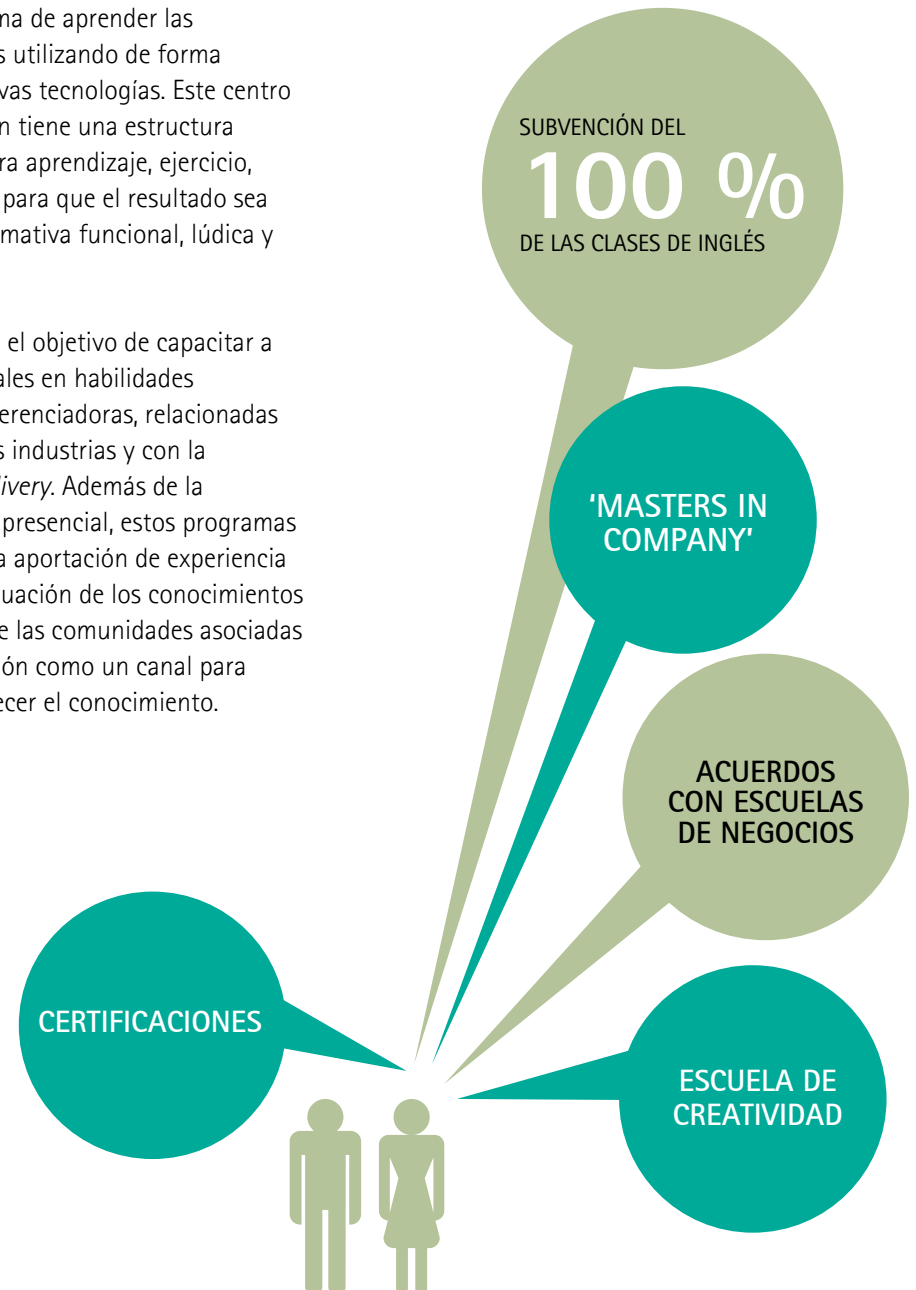 ma de aprender las
s utilizando de forma
vas tecnologías. Este centro
n tiene una estructura
ra aprendizaje, ejercicio,
para que el resultado sea
mativa funcional, lúdica y
el objetivo de capacitar a
ales en habilidades
erenciadoras, relacionadas
s industrias y con la
livery. Además de la
presencial, estos programas
a aportación de experiencia
uación de los conocimientos
e las comunidades asociadas
ón como un canal para
ecer el conocimiento.
SUBVENCIÓN DEL
100 %
DE LAS CLASES DE INGLÉS
'MASTERS IN
COMPANY'
ACUERDOS
CON ESCUELAS
DE NEGOCIOS
CERTIFICACIONES
ESCUELA DE
CREATIVIDAD